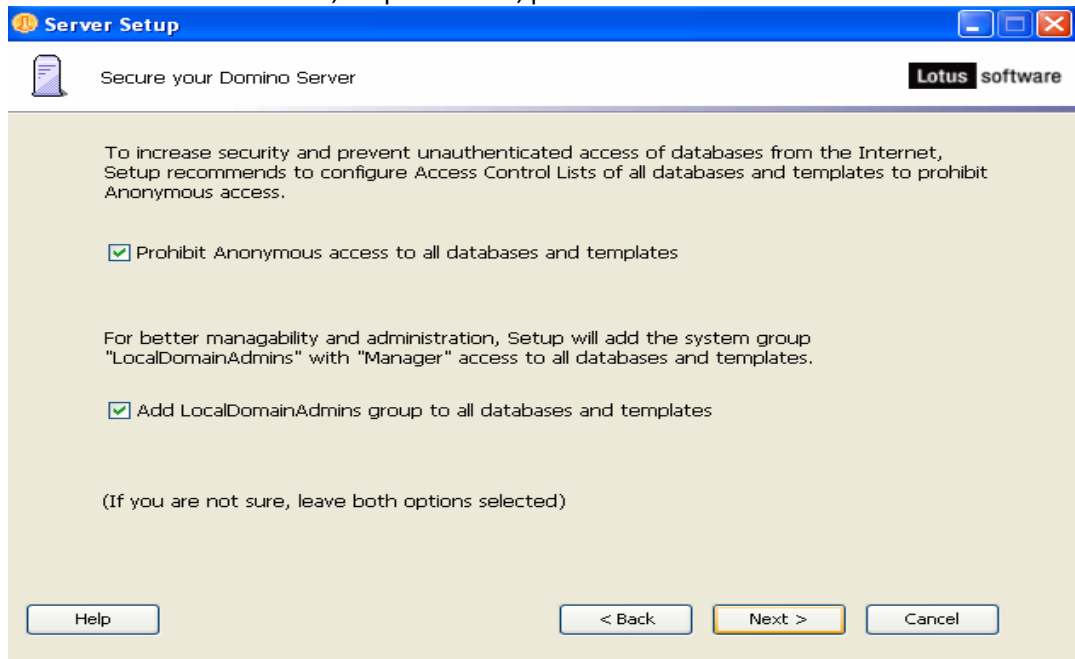 Server Setup
Secure your Domino Server
Lotus software
To increase security and prevent unauthenticated access of databases from the Internet,
Setup recommends to configure Access Control Lists of all databases and templates to prohibit
Anonymous access.
Prohibit Anonymous access to all databases and templates
For better managability and administration, Setup will add the system group
"LocalDomainAdmins" with "Manager" access to all databases and templates.
Add LocalDomainAdmins group to all databases and templates
(If you are not sure, leave both options selected)
Help
< Back
Next >
Cancel